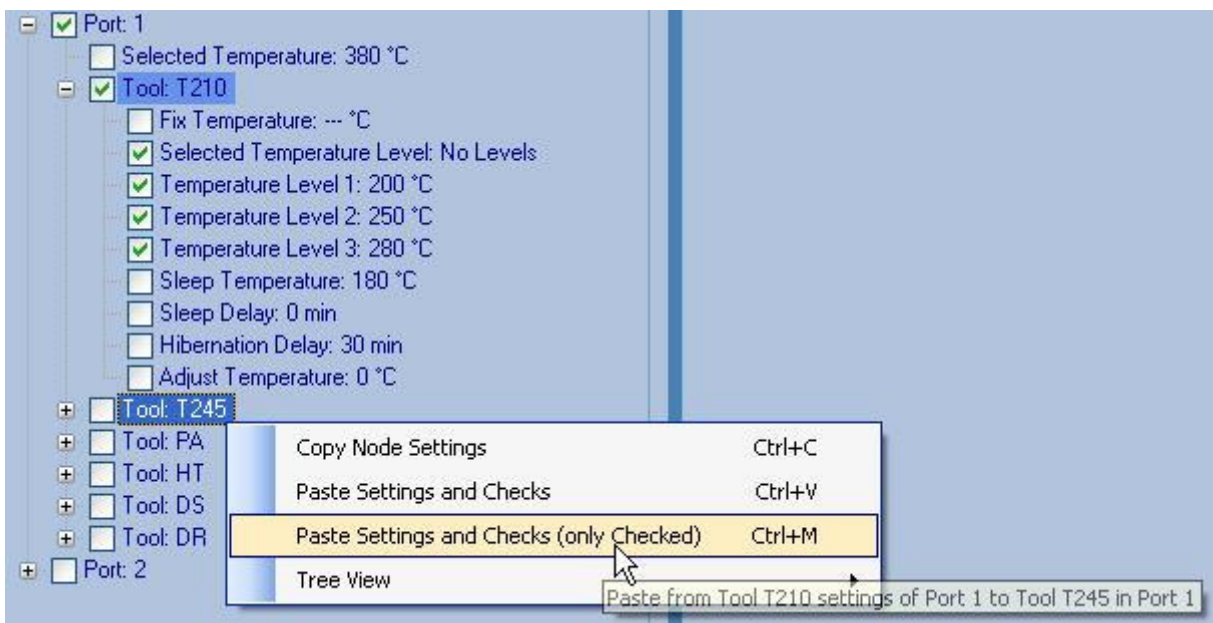 Port: 1
Selected Temperature: 380 °C
Tool: T210
Fix Temperature: --- °C
Selected Temperature Level: No Levels
Temperature Level 1: 200 °C
Temperature Level 2: 250 °C
Temperature Level 3: 280 °C
Sleep Temperature: 180 °C
Sleep Delay: 0 min
Hibernation Delay: 30 min
Adjust Temperature: 0 °C
Tool: T245
Tool: PA
Tool: HT
Tool: DS
Tool: DR
Port: 2
Copy Node Settings Ctrl+C
Paste Settings and Checks Ctrl+V
Paste Settings and Checks (only Checked) Ctrl+M
Tree View
Paste from Tool T210 settings of Port 1 to Tool T245 in Port 1